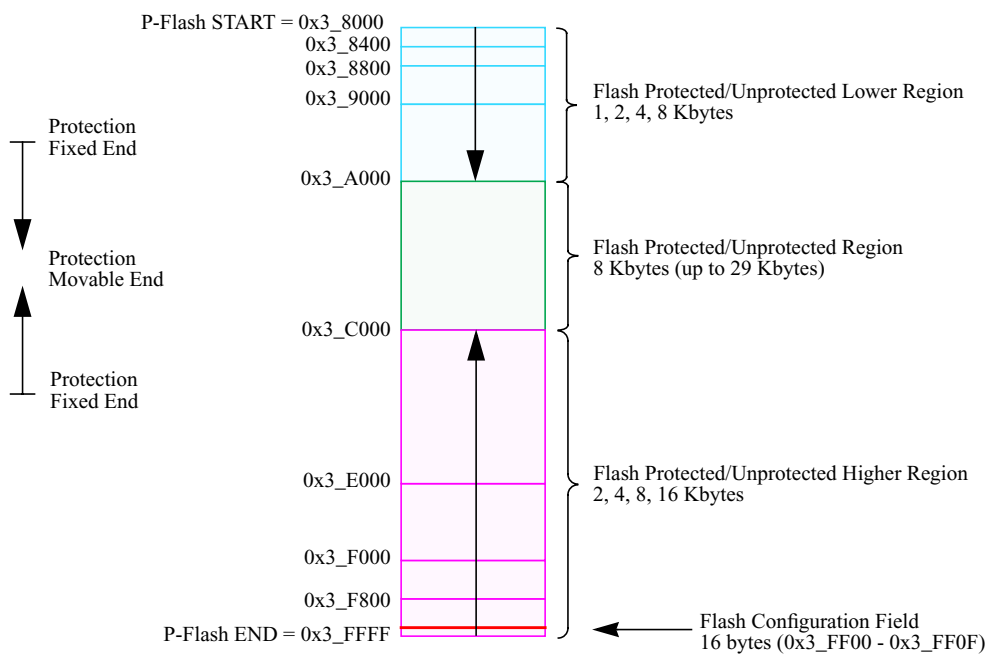 P-Flash START = 0x3_8000
0x3_8400
0x3_8800
0x3_9000
Flash Protected/Unprotected Lower Region
1, 2, 4, 8 Kbytes
Protection
Fixed End
0x3_A000
Protection
Movable End
Flash Protected/Unprotected Region
8 Kbytes (up to 29 Kbytes)
0x3_C000
Protection
Fixed End
0x3_E000
Flash Protected/Unprotected Higher Region
2, 4, 8, 16 Kbytes
0x3_F000
0x3_F800
P-Flash END = 0x3_FFFF
Flash Configuration Field
16 bytes (0x3_FF00 - 0x3_FF0F)